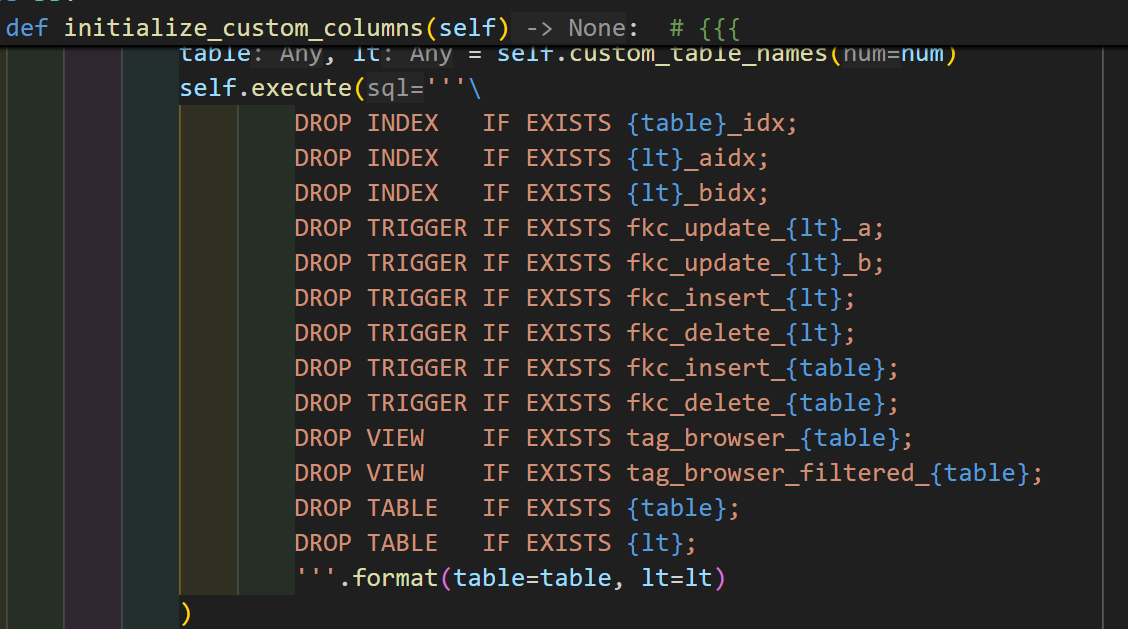 def initialize_custom_columns(self) -> None:  # {{{
table: Any, lt: Any = self.custom_table_names(num=num)
self.execute(sql='''\
DROP INDEX   IF EXISTS {table}_idx;
DROP INDEX   IF EXISTS {lt}_aidx;
DROP INDEX   IF EXISTS {lt}_bidx;
DROP TRIGGER IF EXISTS fkc_update_{lt}_a;
DROP TRIGGER IF EXISTS fkc_update_{lt}_b;
DROP TRIGGER IF EXISTS fkc_insert_{lt};
DROP TRIGGER IF EXISTS fkc_delete_{lt};
DROP TRIGGER IF EXISTS fkc_insert_{table};
DROP TRIGGER IF EXISTS fkc_delete_{table};
DROP VIEW    IF EXISTS tag_browser_{table};
DROP VIEW    IF EXISTS tag_browser_filtered_{table};
DROP TABLE   IF EXISTS {table};
DROP TABLE   IF EXISTS {lt};
'''.format(table=table, lt=lt)
)